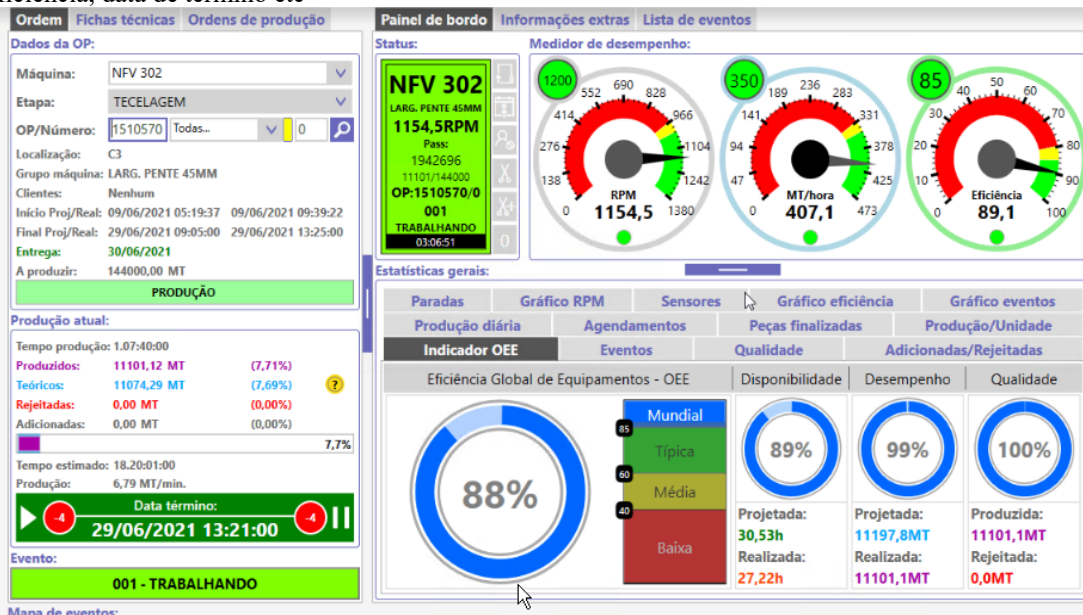 eficiência, data de término etc
Ordem Fichas técnicas Ordens de produção
Dados da OP:
Máquina: NFV 302
Etapa: TECELAGEM
OP/Número: 1510570 Todas... 0
Localização: C3
Grupo máquina: LARG. PENTE 45MM
Clientes: Nenhum
Início Proj/Real: 09/06/2021 05:19:37 09/06/2021 09:39:22
Final Proj/Real: 29/06/2021 09:05:00 29/06/2021 13:25:00
Entrega: 30/06/2021
A produzir: 144000,00 MT
PRODUÇÃO
Produção atual:
Tempo produção: 1.07:40:00
Produzidos: 11101,12 MT (7,71%)
Teóricos: 11074,29 MT (7,69%) ?
Rejeitadas: 0,00 MT (0,00%)
Adicionadas: 0,00 MT (0,00%)
7,7%
Tempo estimado: 18.20:01:00
Produção: 6,79 MT/min.
Data término:
-4 29/06/2021 13:21:00 -4
Evento:
001 - TRABALHANDO
Mapa de eventos:
Painel de bordo Informações extras Lista de eventos
Status:
NFV 302
LARG. PENTE 45MM
1154,5RPM
Pass:
1942696
11101/144000
OP:1510570/0
001
TRABALHANDO
03:06:51
0
Medidor de desempenho:
1200
0 138 276 414 552 690 828 966 1104 1242 1380
RPM
1154,5
350
0 47 94 141 189 236 283 331 378 425 473
MT/hora
407,1
85
0 10 20 30 40 50 60 70 80 90 100
Eficiência
89,1
Estatísticas gerais:
Paradas Gráfico RPM Sensores Gráfico eficiência Gráfico eventos
Produção diária Agendamentos Peças finalizadas Produção/Unidade
Indicador OEE Eventos Qualidade Adicionadas/Rejeitadas
Eficiência Global de Equipamentos - OEE Disponibilidade Desempenho Qualidade
88%
Mundial
85
Típica
60
Média
40
Baixa
89%
Projetada:
30,53h
Realizada:
27,22h
99%
Projetada:
11197,8MT
Realizada:
11101,1MT
100%
Produzida:
11101,1MT
Rejeitada:
0,0MT